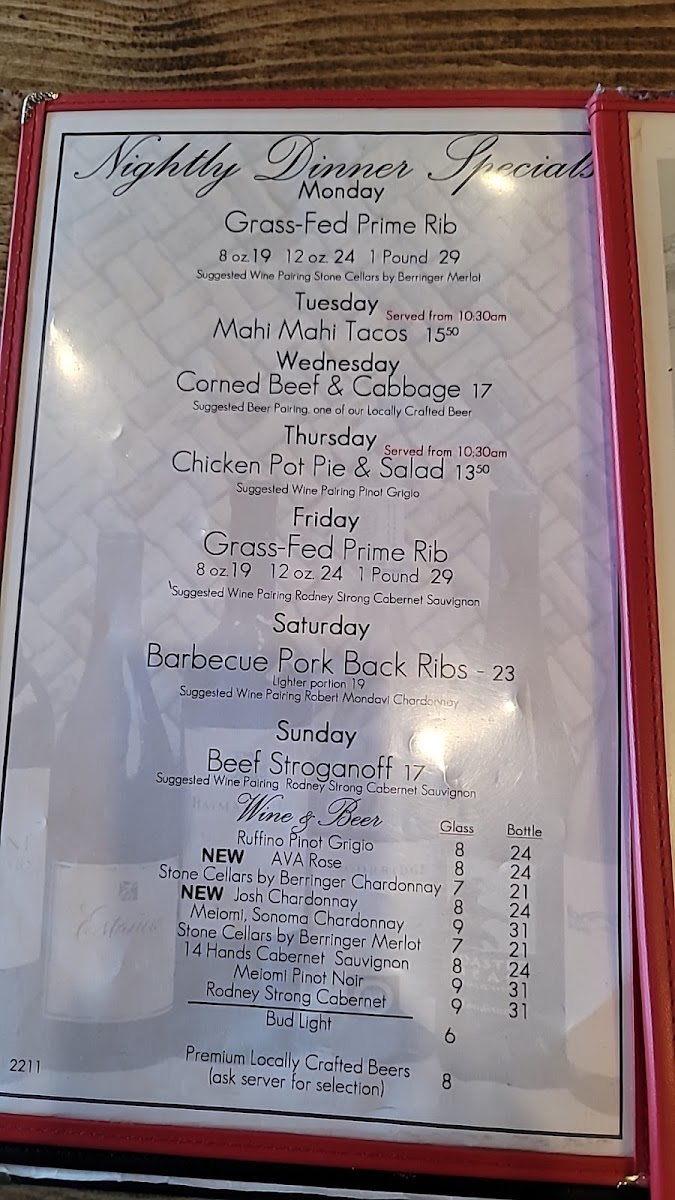 Nightly Dinner Specials
Monday
Grass-Fed Prime Rib
8 oz.19 12 oz. 24 1 Pound 29
Suggested Wine Pairing Stone Cellars by Berringer Merlot
Tuesday Served from 10:30am
Mahi Mahi Tacos 15⁵⁰
Wednesday
Corned Beef & Cabbage 17
Suggested Beer Pairing, one of our Locally Crafted Beer
Thursday Served from 10:30am
Chicken Pot Pie & Salad 13⁵⁰
Suggested Wine Pairing Pinot Grigio
Friday
Grass-Fed Prime Rib
8 oz.19 12 oz. 24 1 Pound 29
Suggested Wine Pairing Rodney Strong Cabernet Sauvignon
Saturday
Barbecue Pork Back Ribs - 23
Lighter portion 19
Suggested Wine Pairing Robert Mondavi Chardonnay
Sunday
Beef Stroganoff 17
Suggested Wine Pairing Rodney Strong Cabernet Sauvignon
Wine & Beer Glass Bottle
Ruffino Pinot Grigio 8 24
NEW AVA Rose 8 24
Stone Cellars by Berringer Chardonnay 7 21
NEW Josh Chardonnay 8 24
Meiomi, Sonoma Chardonnay 9 31
Stone Cellars by Berringer Merlot 7 21
14 Hands Cabernet Sauvignon 8 24
Meiomi Pinot Noir 9 31
Rodney Strong Cabernet 9 31
Bud Light 6
Premium Locally Crafted Beers
(ask server for selection) 8
2211
Estancia